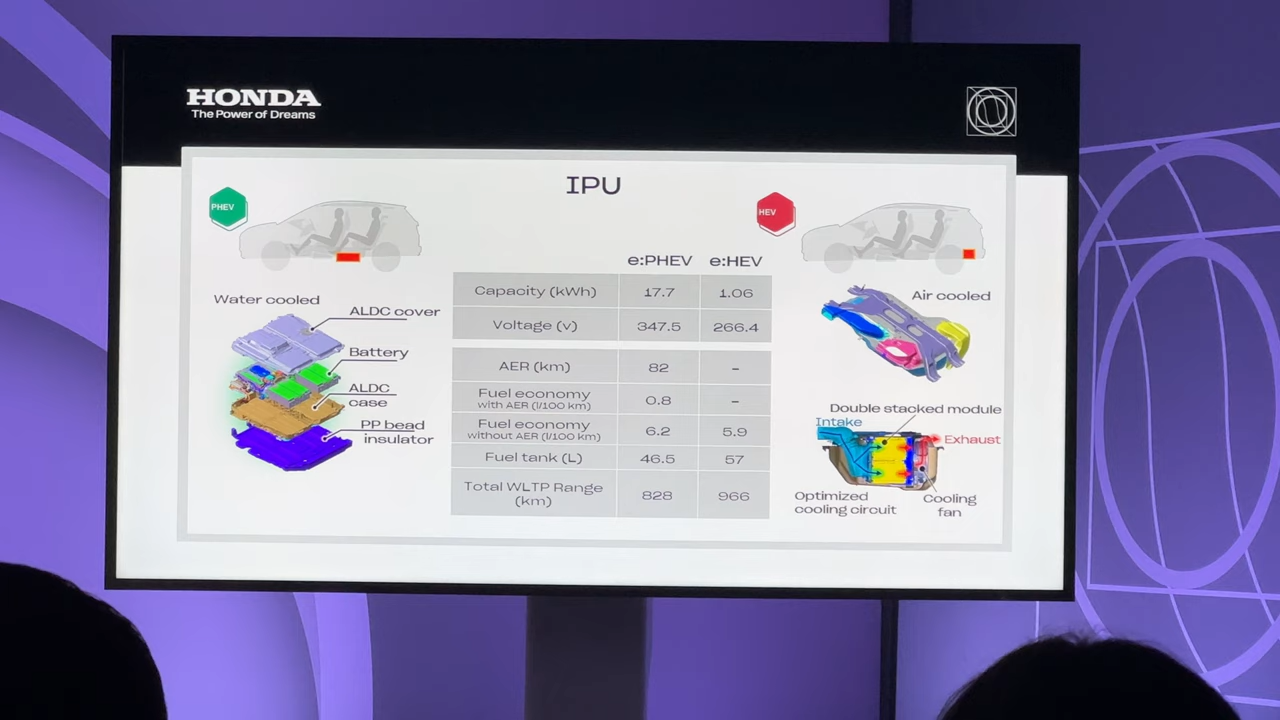 HONDA
The Power of Dreams
IPU
PHEV
HEV
e:PHEV e:HEV
Capacity (kWh) 17.7 1.06
Voltage (v) 347.5 266.4
AER (km) 82 -
Fuel economy
with AER (l/100 km) 0.8 -
Fuel economy
without AER (l/100 km) 6.2 5.9
Fuel tank (L) 46.5 57
Total WLTP Range
(km) 828 966
Water cooled
ALDC cover
Battery
ALDC
case
PP bead
insulator
Air cooled
Double stacked module
Intake
Exhaust
Optimized
cooling circuit
Cooling
fan